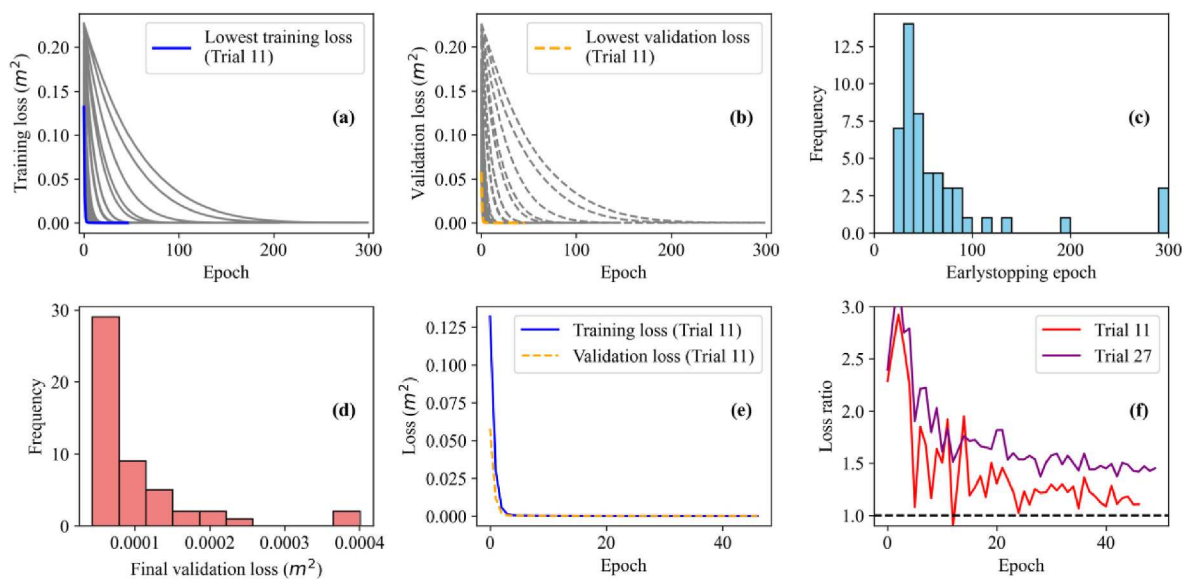 0.20
0.15
0.10
0.05
0.00
Training loss (m²)
Lowest training loss
(Trial 11)
(a)
0 100 200 300
Epoch
0.20
0.15
0.10
0.05
0.00
Validation loss (m²)
Lowest validation loss
(Trial 11)
(b)
0 100 200 300
Epoch
12.5
10.0
7.5
5.0
2.5
0.0
Frequency
(c)
0 100 200 300
Earlystopping epoch
30
20
10
0
Frequency
(d)
0.0001 0.0002 0.0003 0.0004
Final validation loss (m²)
0.125
0.100
0.075
0.050
0.025
0.000
Loss (m²)
Training loss (Trial 11)
Validation loss (Trial 11)
(e)
0 20 40
Epoch
3.0
2.5
2.0
1.5
1.0
Loss ratio
Trial 11
Trial 27
(f)
0 20 40
Epoch